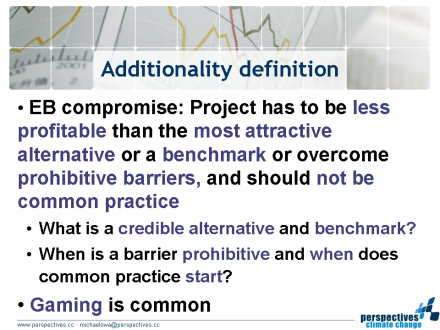 2001
Additionality definition
• EB compromise: Project has to be less
profitable than the most attractive
alternative or a benchmark or overcome
prohibitive barriers, and should not be
common practice
• What is a credible alternative and benchmark?
• When is a barrier prohibitive and when does
common practice start?
• Gaming is common
www.perspectives.cc · michaelowa@perspectives.cc
perspectives
climate change